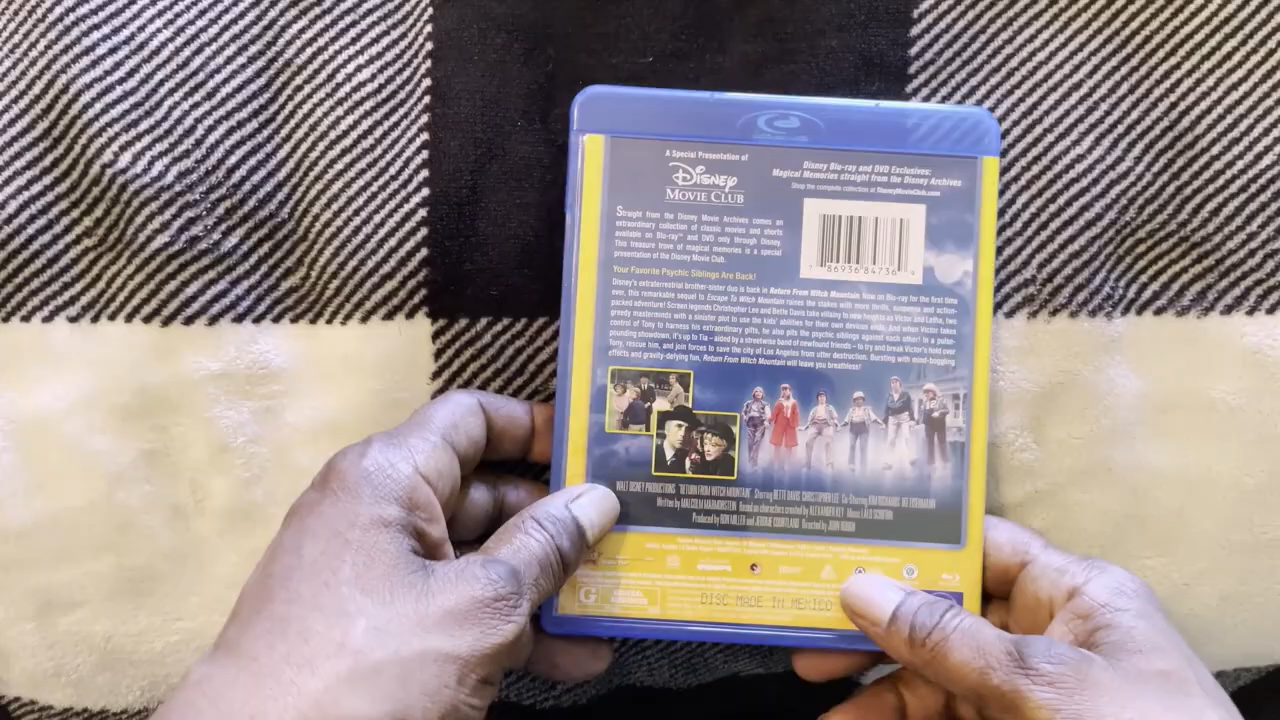 A Special Presentation of
Disney
MOVIE CLUB
Disney Blu-ray and DVD Exclusives:
Magical Memories straight from the Disney Archives
Shop the complete collection at DisneyMovieClub.com
Straight from the Disney Movie Archives comes an
extraordinary collection of classic movies and shorts
available on Blu-ray™ and DVD only through Disney.
This treasure trove of magical memories is a special
presentation of the Disney Movie Club.
7 86936 84736
Your Favorite Psychic Siblings Are Back!
Disney's extraterrestrial brother-sister duo is back in Return From Witch Mountain. Now on Blu-ray for the first time
ever, this remarkable sequel to Escape To Witch Mountain raises the stakes with more thrills, suspense and action-
packed adventure! Screen legends Christopher Lee and Bette Davis take villainy to new heights as Victor and Letha, two
greedy masterminds with a sinister plot to use the kids' abilities for their own devious ends. And when Victor takes
control of Tony to harness his extraordinary gifts, he also pits the psychic siblings against each other! In a pulse-
pounding showdown, it's up to Tia – aided by a streetwise band of newfound friends – to try and break Victor's hold over
Tony, rescue him, and join forces to save the city of Los Angeles from utter destruction. Bursting with mind-boggling
effects and gravity-defying fun, Return From Witch Mountain will leave you breathless!
WALT DISNEY PRODUCTIONS "RETURN FROM WITCH MOUNTAIN" Starring BETTE DAVIS CHRISTOPHER LEE Co-Starring KIM RICHARDS IKE EISENMANN
Written by MALCOLM MARMORSTEIN Based on characters created by ALEXANDER KEY Music LALO SCHIFRIN
Produced by RON MILLER and JEROME COURTLAND Directed by JOHN HOUGH
G GENERAL AUDIENCES
DISC MADE IN MEXICO